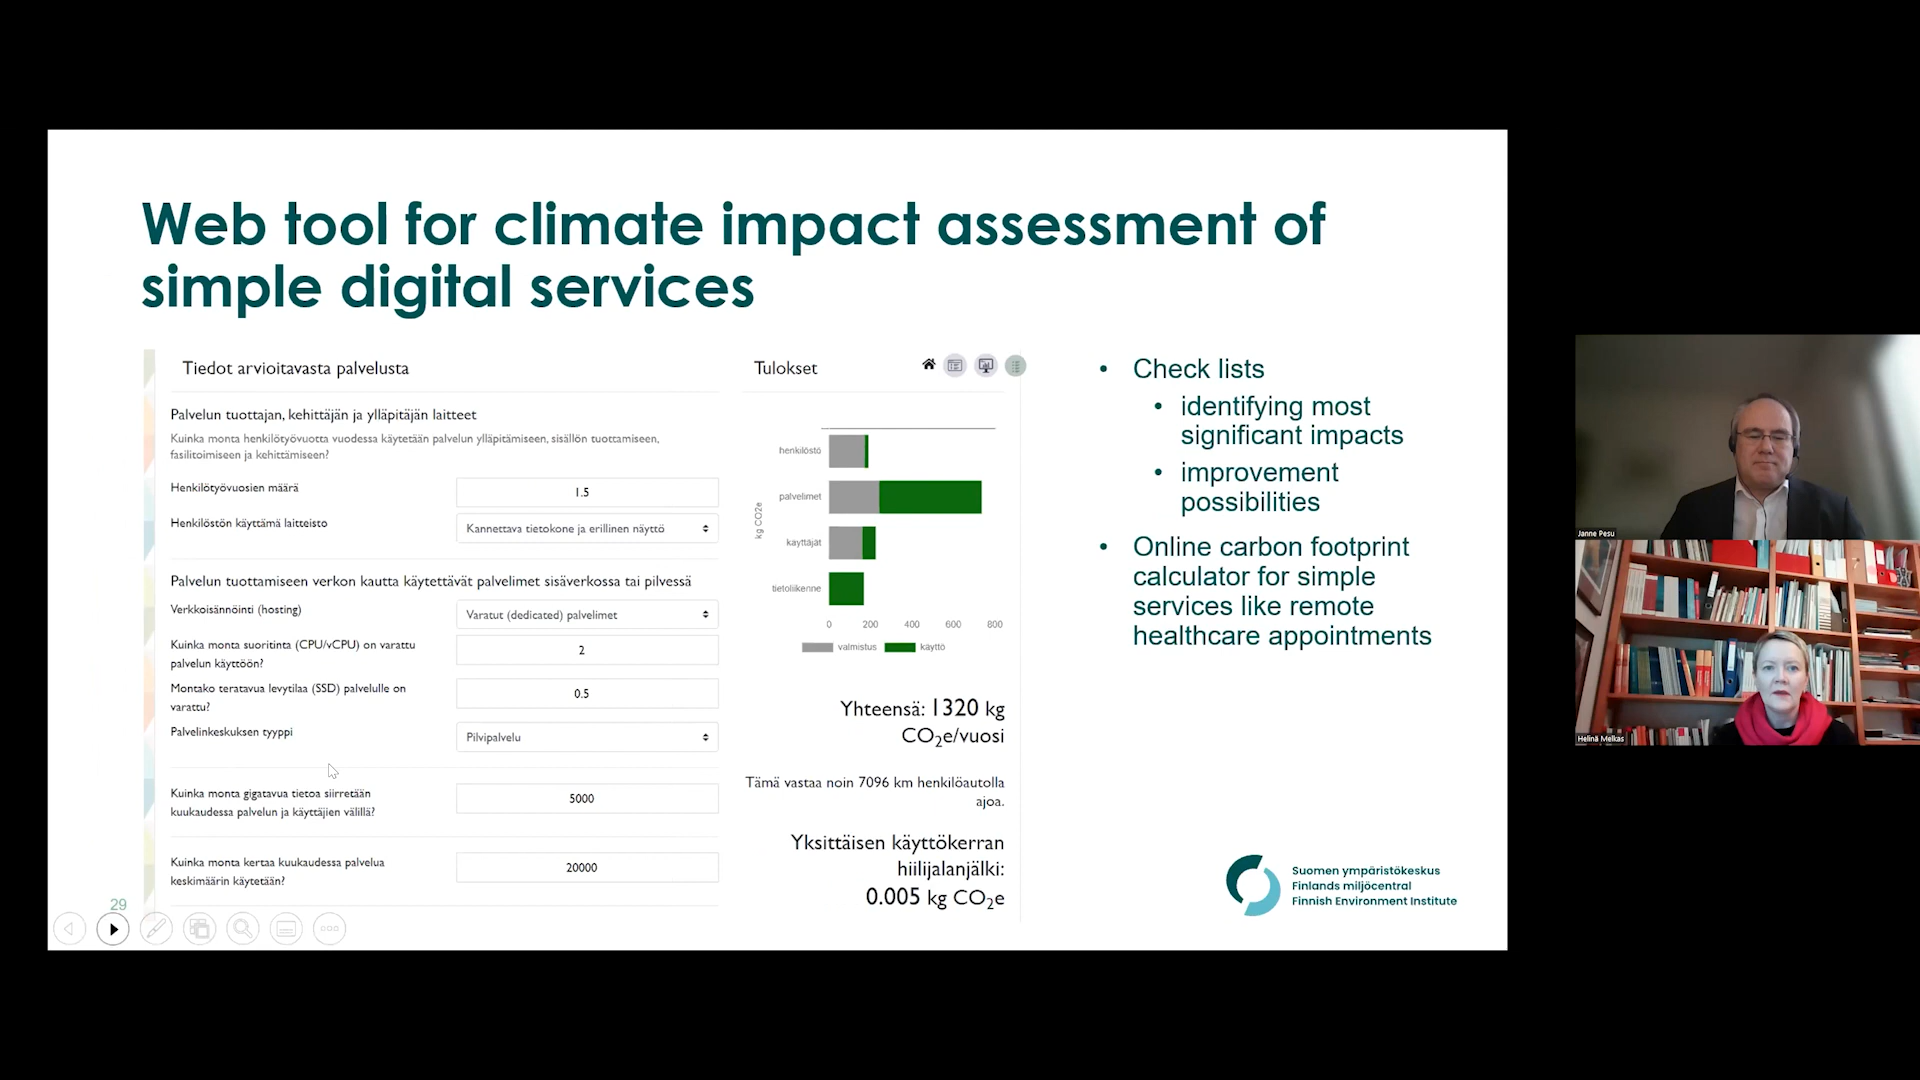 Web tool for climate impact assessment of
simple digital services
Tiedot arvioitavasta palvelusta
Palvelun tuottajan, kehittäjän ja ylläpitäjän laitteet
Kuinka monta henkilötyövuotta vuodessa käytetään palvelun ylläpitämiseen, sisällön tuottamiseen,
fasilitoimiseen ja kehittämiseen?
Henkilötyövuosien määrä
1.5
Henkilöstön käyttämä laitteisto
Kannettava tietokone ja erillinen näyttö
Palvelun tuottamiseen verkon kautta käytettävät palvelimet sisäverkossa tai pilvessä
Verkkoisännöinti (hosting)
Varatut (dedicated) palvelimet
Kuinka monta suoritinta (CPU/vCPU) on varattu
palvelun käyttöön?
2
Montako teratavua levytilaa (SSD) palvelulle on
varattu?
0.5
Palvelinkeskuksen tyyppi
Pilvipalvelu
Kuinka monta gigatavua tietoa siirretään
kuukaudessa palvelun ja käyttäjien välillä?
5000
Kuinka monta kertaa kuukaudessa palvelua
keskimäärin käytetään?
20000
29
Tulokset
kg CO2e
henkilöstö
palvelimet
käyttäjät
tietoliikenne
0 200 400 600 800
valmistus käyttö
Yhteensä: 1320 kg
CO2e/vuosi
Tämä vastaa noin 7096 km henkilöautolla
ajoa.
Yksittäisen käyttökerran
hiilijalanjälki:
0.005 kg CO2e
• Check lists
• identifying most
significant impacts
• improvement
possibilities
• Online carbon footprint
calculator for simple
services like remote
healthcare appointments
Suomen ympäristökeskus
Finlands miljöcentral
Finnish Environment Institute
Janne Pesu
Helinä Melkas